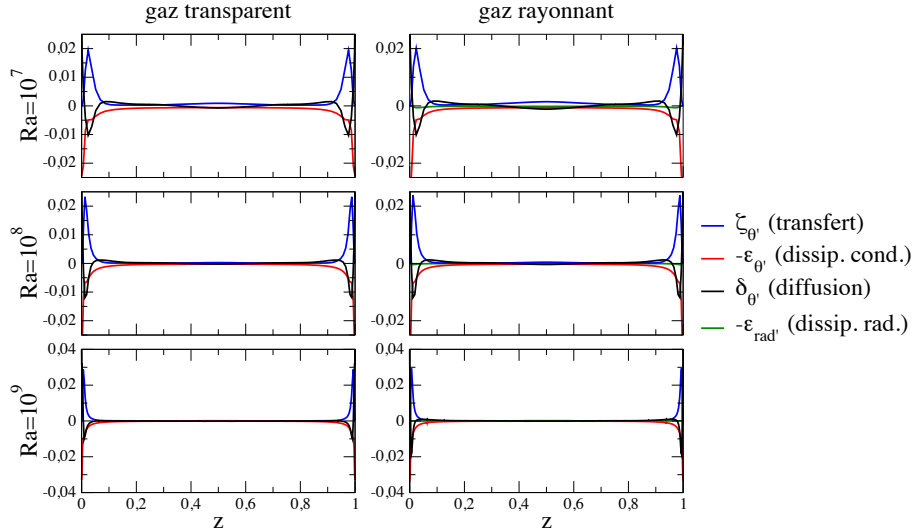 gaz transparent
gaz rayonnant
Ra=10^7
0,02
0,01
0
-0,01
-0,02
Ra=10^8
0,02
0,01
0
-0,01
-0,02
Ra=10^9
0,04
0,02
0
-0,02
-0,04
0 0,2 0,4 0,6 0,8 1
z
0 0,2 0,4 0,6 0,8 1
z
ζθ' (transfert)
-εθ' (dissip. cond.)
δθ' (diffusion)
-εrad' (dissip. rad.)